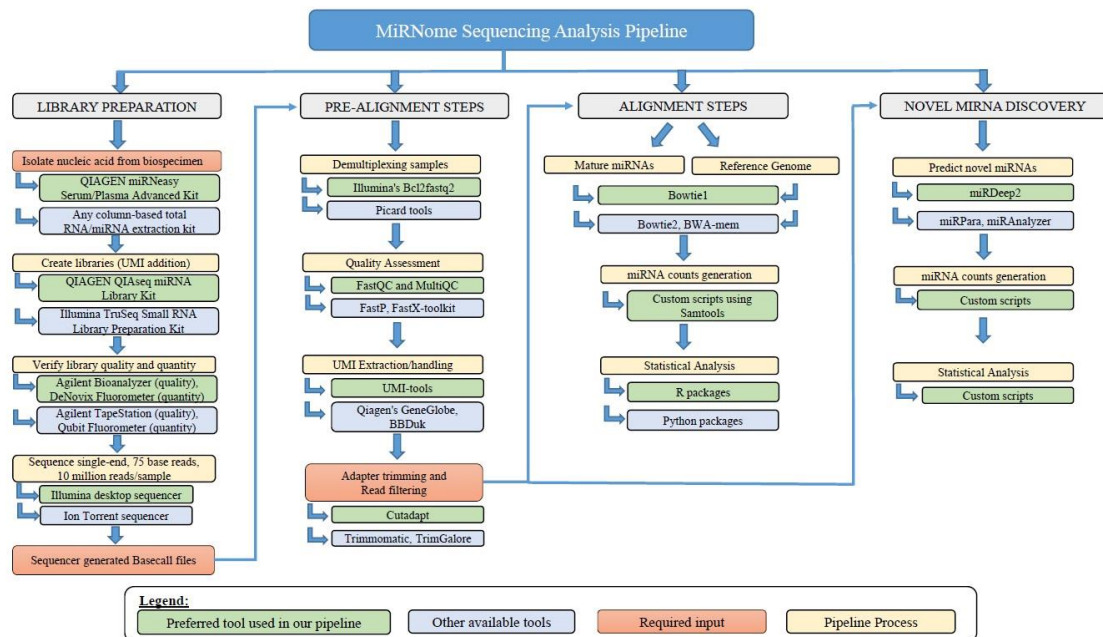 MiRNome Sequencing Analysis Pipeline
LIBRARY PREPARATION
Isolate nucleic acid from biospecimen
QIAGEN miRNeasy
Serum/Plasma Advanced Kit
Any column-based total
RNA/miRNA extraction kit
Create libraries (UMI addition)
QIAGEN QIAseq miRNA
Library Kit
Illumina TruSeq Small RNA
Library Preparation Kit
Verify library quality and quantity
Agilent Bioanalyzer (quality),
DeNovix Fluorometer (quantity)
Agilent TapeStation (quality),
Qubit Fluorometer (quantity)
Sequence single-end, 75 base reads,
10 million reads/sample
Illumina desktop sequencer
Ion Torrent sequencer
Sequencer generated Basecall files
PRE-ALIGNMENT STEPS
Demultiplexing samples
Illumina's Bcl2fastq2
Picard tools
Quality Assessment
FastQC and MultiQC
FastP, FastX-toolkit
UMI Extraction/handling
UMI-tools
Qiagen's GeneGlobe,
BBDuk
Adapter trimming and
Read filtering
Cutadapt
Trimmomatic, TrimGalore
ALIGNMENT STEPS
Mature miRNAs
Reference Genome
Bowtie1
Bowtie2, BWA-mem
miRNA counts generation
Custom scripts using
Samtools
Statistical Analysis
R packages
Python packages
NOVEL MIRNA DISCOVERY
Predict novel miRNAs
miRDeep2
miRPara, miRAnalyzer
miRNA counts generation
Custom scripts
Statistical Analysis
Custom scripts
Legend:
Preferred tool used in our pipeline
Other available tools
Required input
Pipeline Process